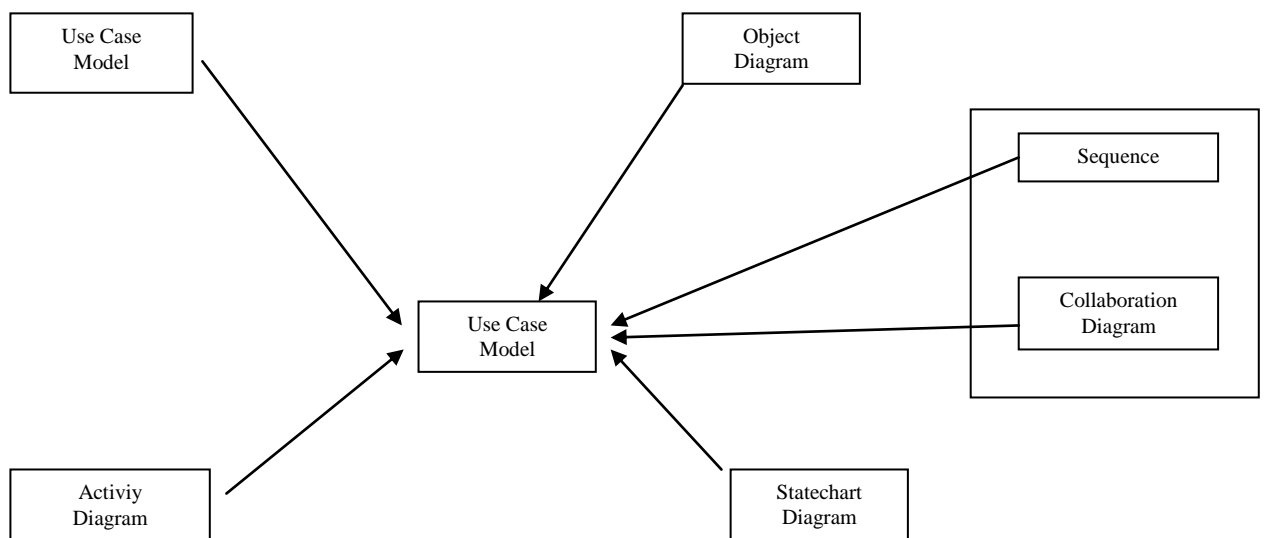 Use Case
Model
Object
Diagram
Sequence
Collaboration
Diagram
Use Case
Model
Activiy
Diagram
Statechart
Diagram